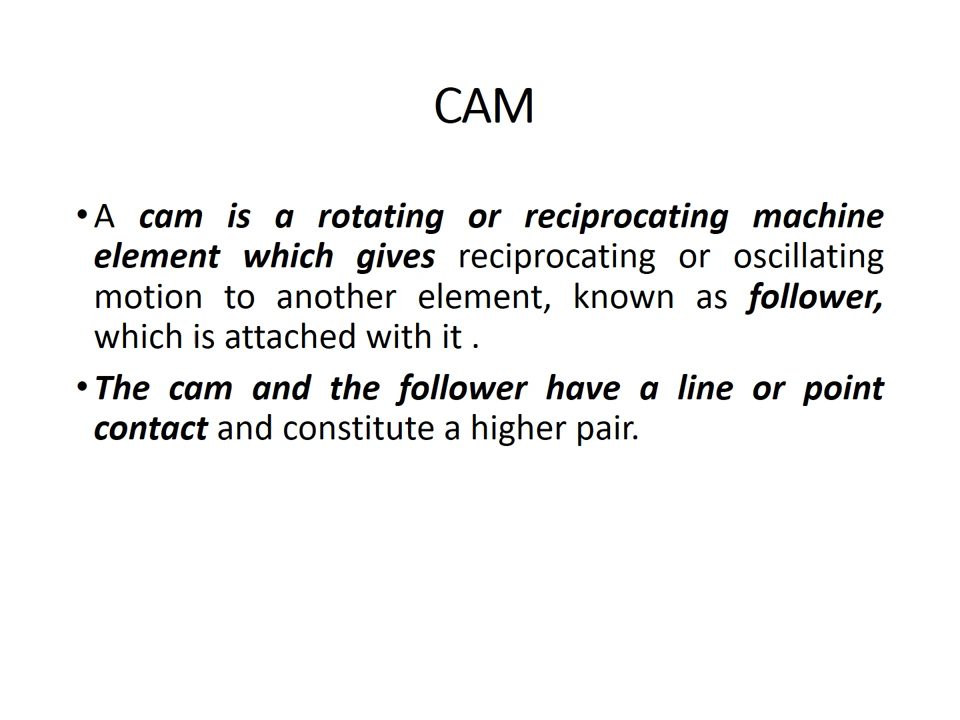 CAM
•A cam is a rotating or reciprocating machine
element which gives reciprocating or oscillating
motion to another element, known as follower,
which is attached with it .
•The cam and the follower have a line or point
contact and constitute a higher pair.